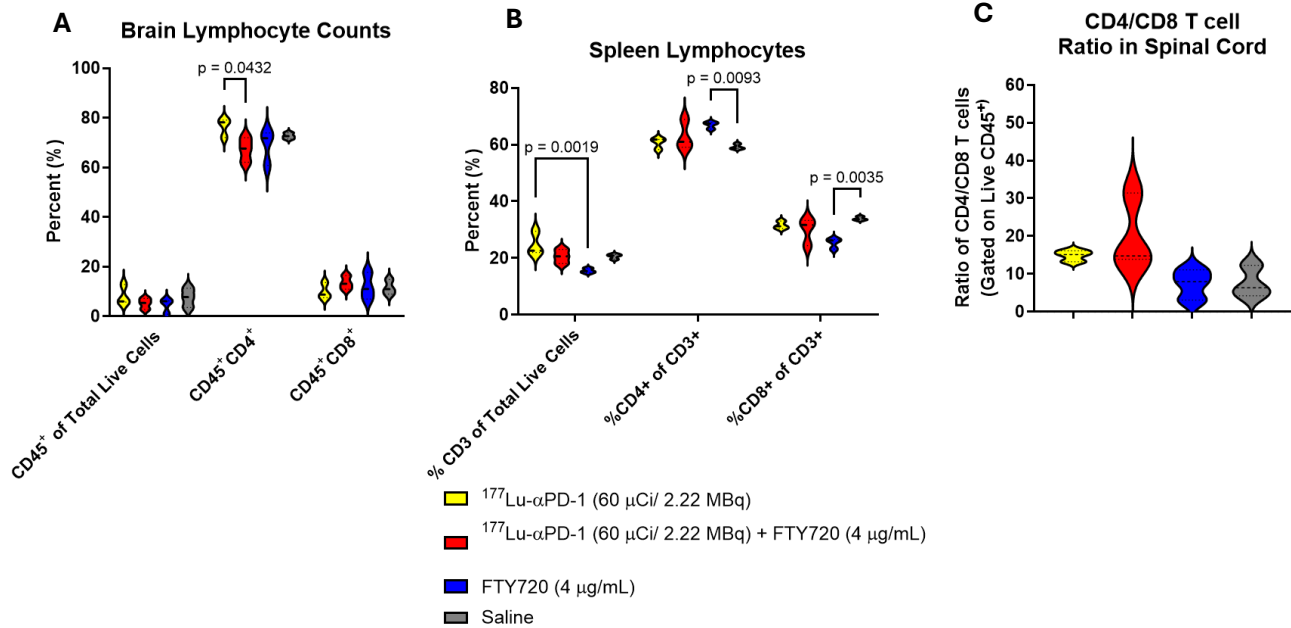 A
Brain Lymphocyte Counts
Percent (%)
100
80
60
40
20
0
p = 0.0432
CD45⁺ of Total Live Cells
CD45⁺CD4⁺
CD45⁺CD8⁺
B
Spleen Lymphocytes
Percent (%)
80
60
40
20
0
p = 0.0019
p = 0.0093
p = 0.0035
% CD3 of Total Live Cells
%CD4+ of CD3+
%CD8+ of CD3+
C
CD4/CD8 T cell
Ratio in Spinal Cord
Ratio of CD4/CD8 T cells
(Gated on Live CD45⁺)
60
50
40
30
20
10
0
¹⁷⁷Lu-αPD-1 (60 μCi/ 2.22 MBq)
¹⁷⁷Lu-αPD-1 (60 μCi/ 2.22 MBq) + FTY720 (4 μg/mL)
FTY720 (4 μg/mL)
Saline